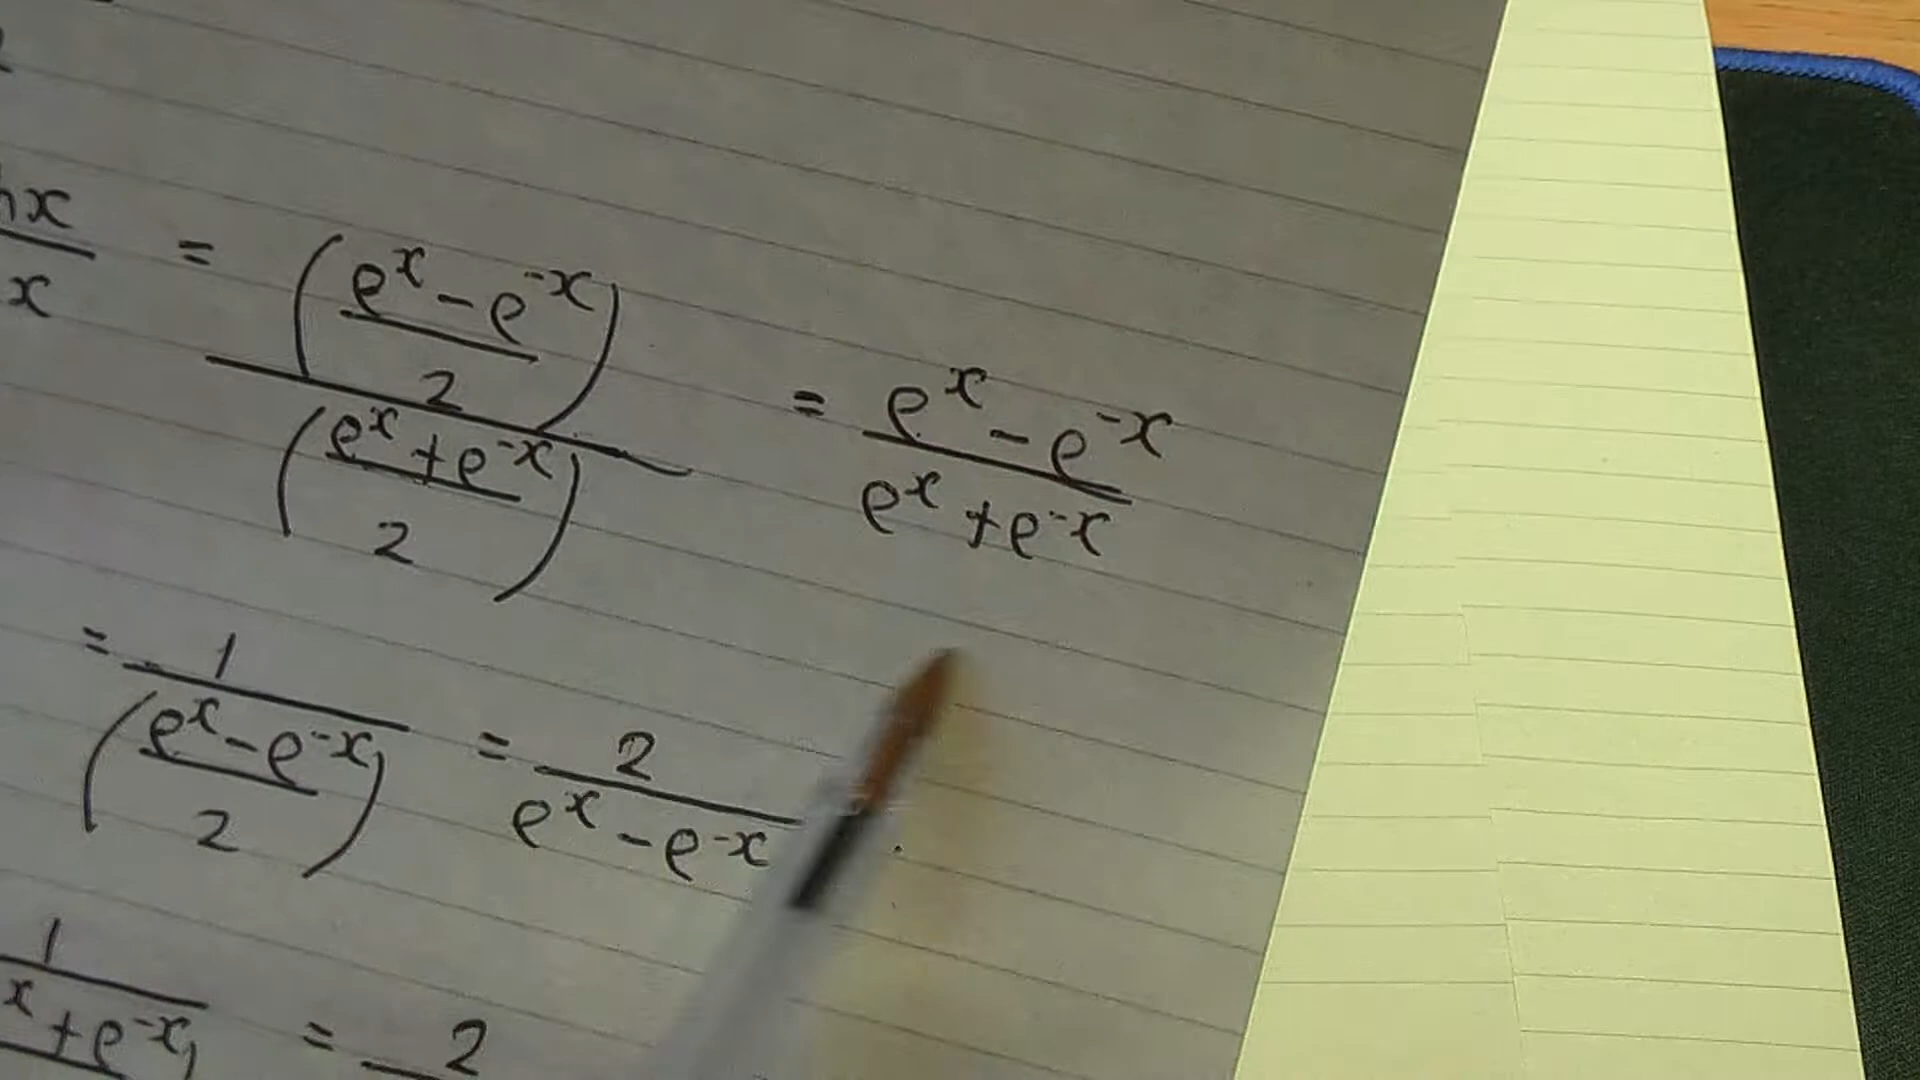 hx/x = ((e^x - e^-x)/2)/((e^x + e^-x)/2) = (e^x - e^-x)/(e^x + e^-x)
= 1/((e^x - e^-x)/2) = 2/(e^x - e^-x)
1/(x + e^-x) = 2